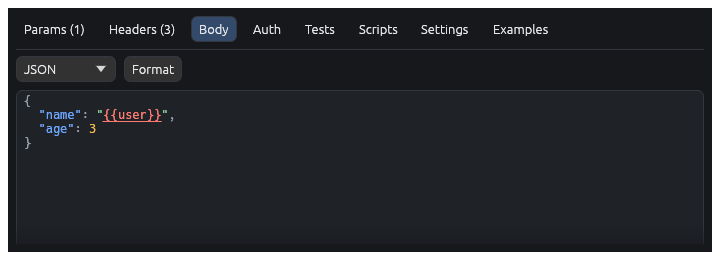 Params (1) Headers (3) Body Auth Tests Scripts Settings Examples
JSON Format
{
"name": "{{user}}",
"age": 3
}